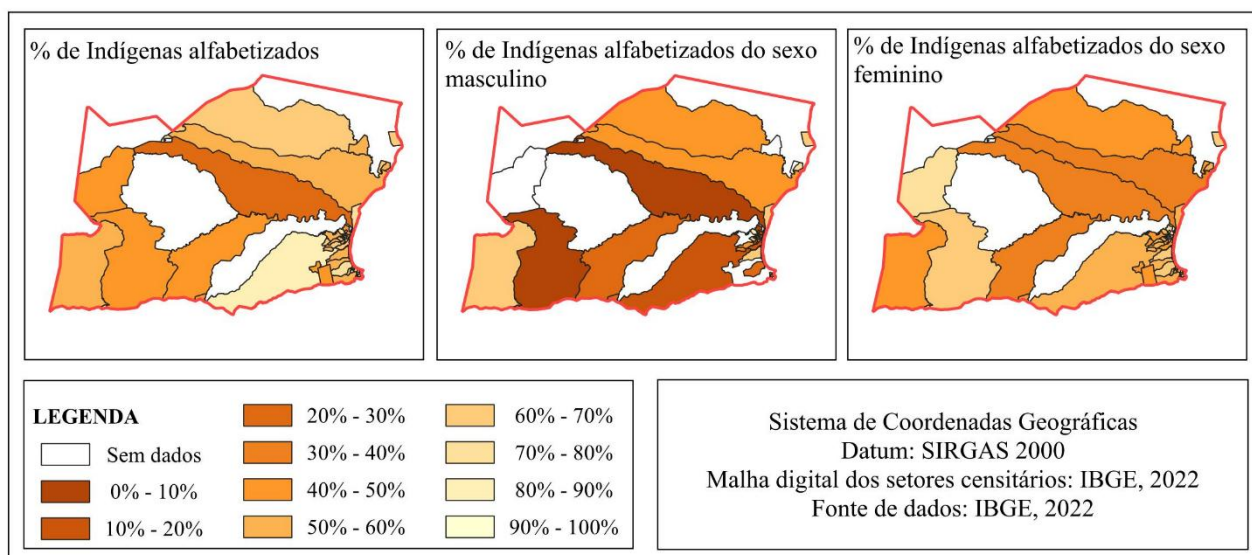 % de Indígenas alfabetizados
% de Indígenas alfabetizados do sexo
masculino
% de Indígenas alfabetizados do sexo
feminino
LEGENDA
Sem dados
0% - 10%
10% - 20%
20% - 30%
30% - 40%
40% - 50%
50% - 60%
60% - 70%
70% - 80%
80% - 90%
90% - 100%
Sistema de Coordenadas Geográficas
Datum: SIRGAS 2000
Malha digital dos setores censitários: IBGE, 2022
Fonte de dados: IBGE, 2022